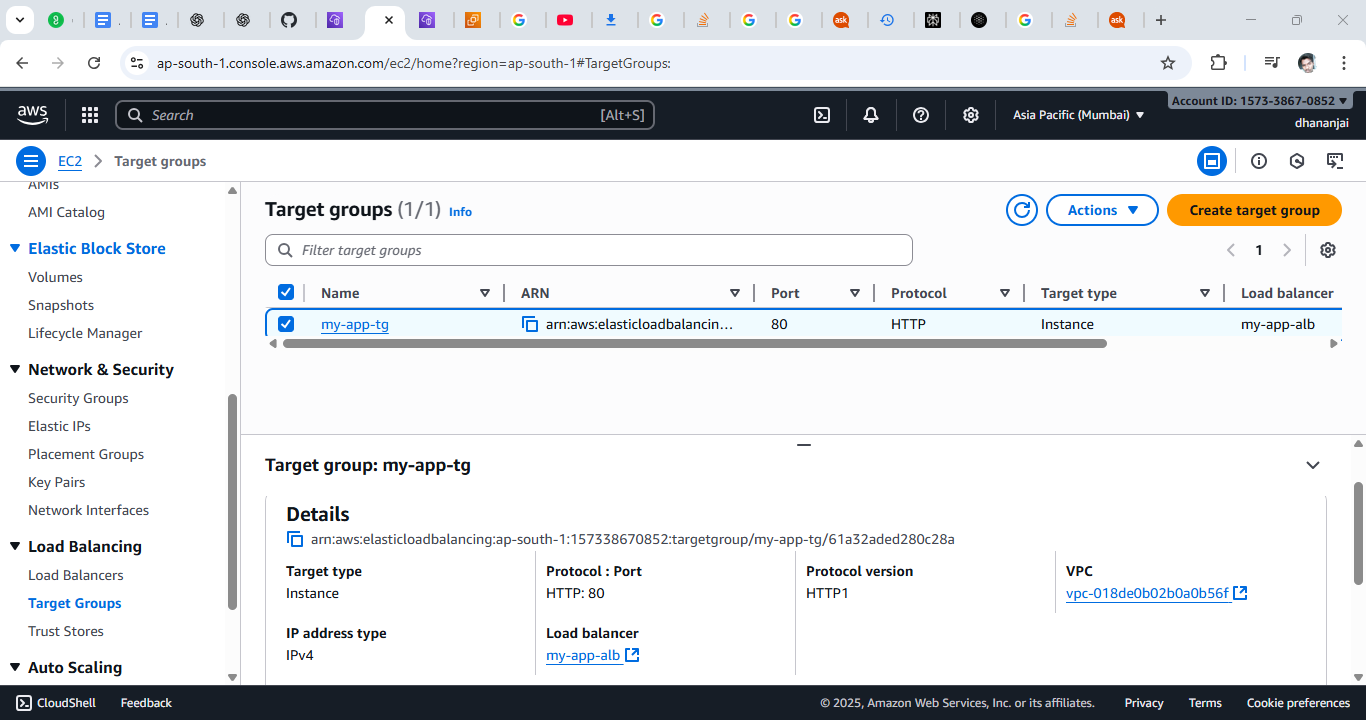 ap-south-1.console.aws.amazon.com/ec2/home?region=ap-south-1#TargetGroups:
aws
Search
[Alt+S]
Asia Pacific (Mumbai)
Account ID: 1573-3867-0852
dhananjai
EC2
Target groups
AMIs
AMI Catalog
Elastic Block Store
Volumes
Snapshots
Lifecycle Manager
Network & Security
Security Groups
Elastic IPs
Placement Groups
Key Pairs
Network Interfaces
Load Balancing
Load Balancers
Target Groups
Trust Stores
Auto Scaling
Target groups (1/1) Info
Actions
Create target group
Filter target groups
1
Name ARN Port Protocol Target type Load balancer
my-app-tg arn:aws:elasticloadbalancin... 80 HTTP Instance my-app-alb
Target group: my-app-tg
Details
arn:aws:elasticloadbalancing:ap-south-1:157338670852:targetgroup/my-app-tg/61a32aded280c28a
Target type
Instance
Protocol : Port
HTTP: 80
Protocol version
HTTP1
VPC
vpc-018de0b02b0a0b56f
IP address type
IPv4
Load balancer
my-app-alb
CloudShell
Feedback
© 2025, Amazon Web Services, Inc. or its affiliates.
Privacy
Terms
Cookie preferences